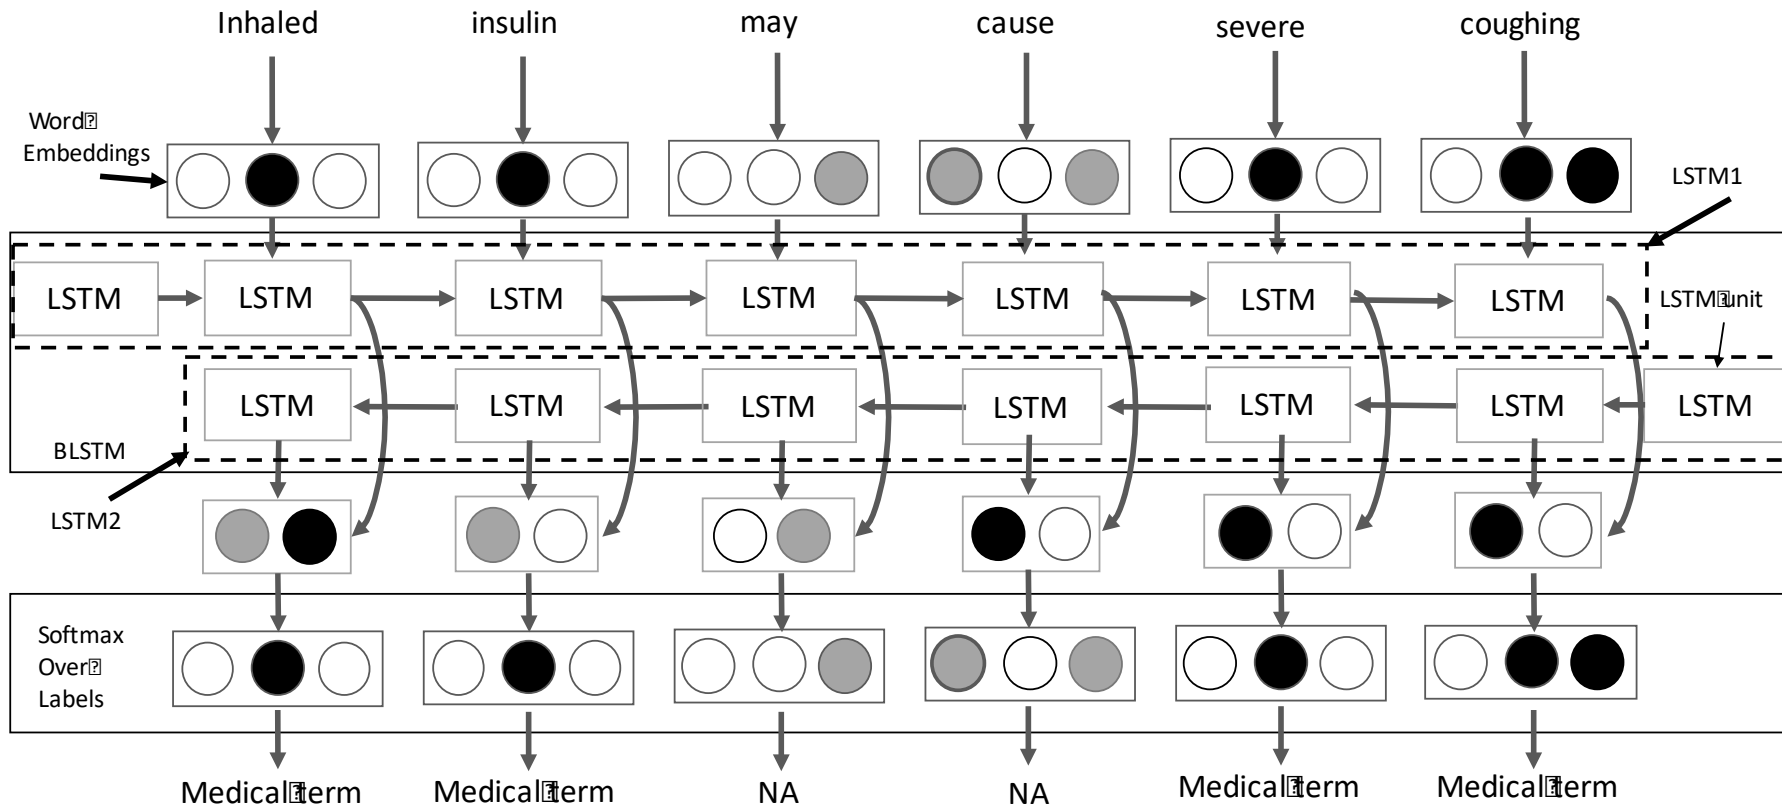 Inhaled insulin may cause severe coughing
Word
Embeddings
LSTM1
LSTM LSTM LSTM LSTM LSTM LSTM LSTM
LSTM unit
LSTM LSTM LSTM LSTM LSTM LSTM LSTM
BLSTM
LSTM2
Softmax
Over
Labels
Medical term Medical term NA NA Medical term Medical term